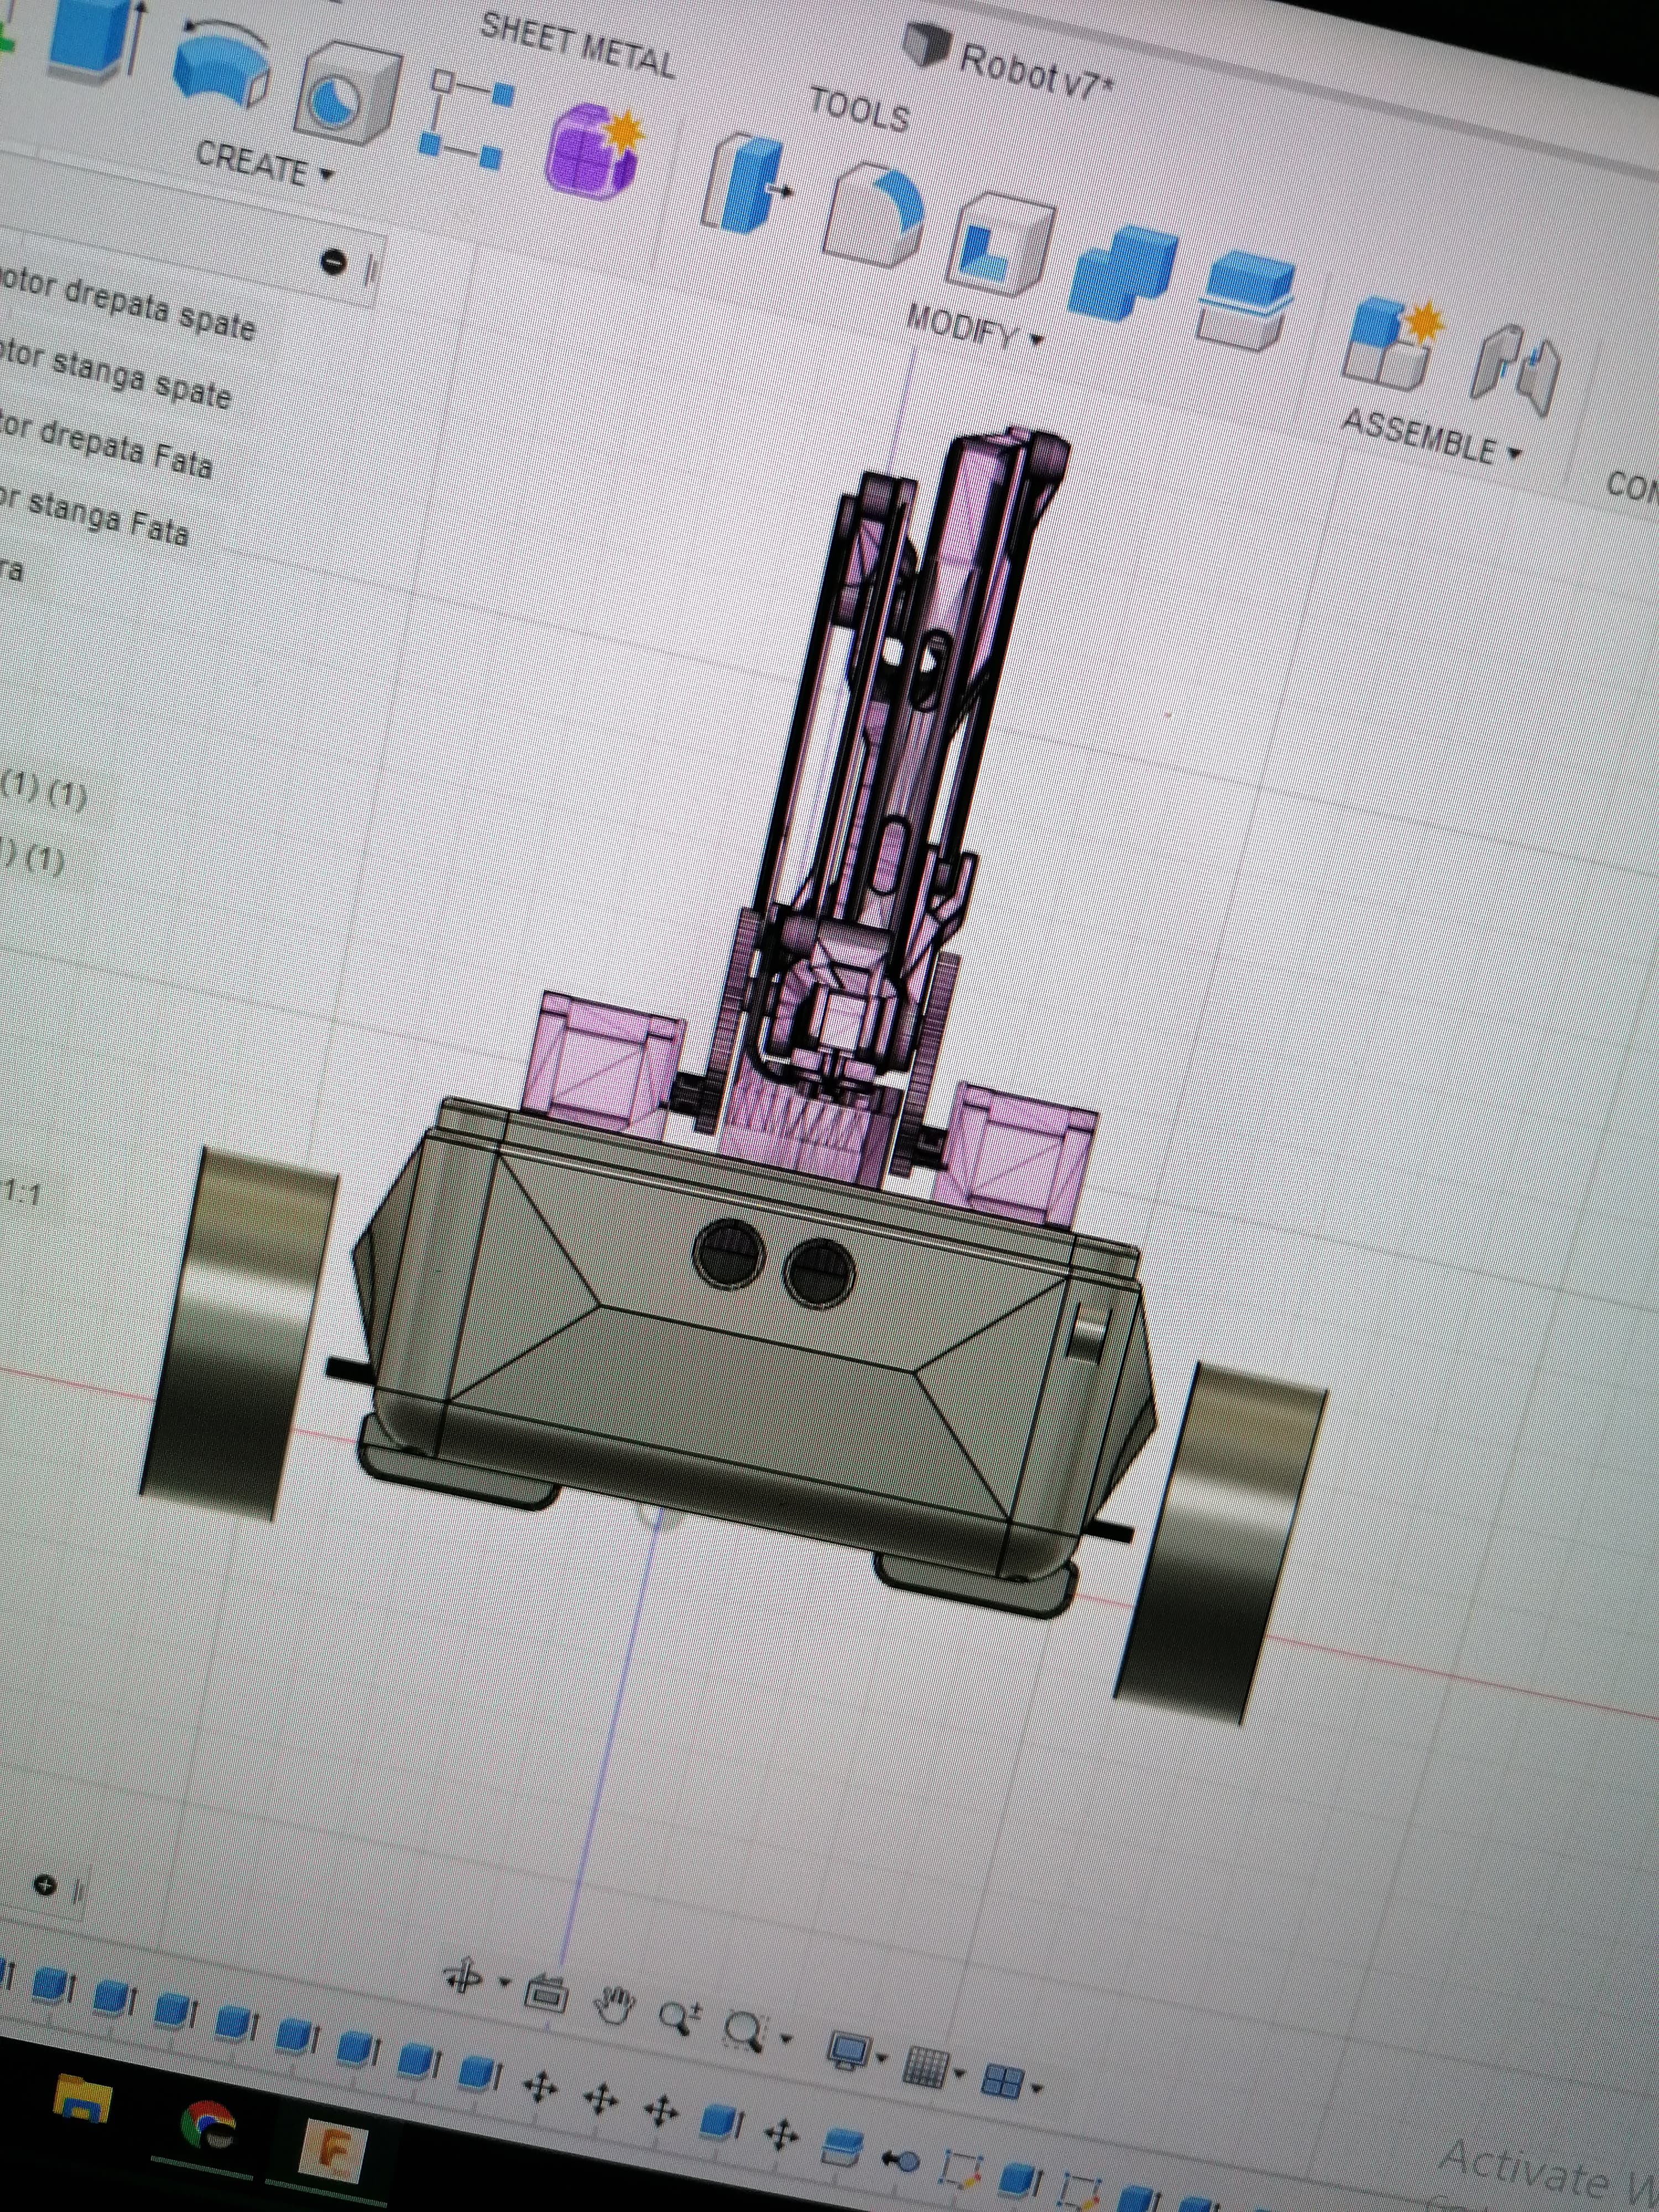 SHEET METAL
Robot v7*
TOOLS
CREATE
MODIFY
ASSEMBLE
otor drepata spate
otor stanga spate
tor drepata Fata
or stanga Fata
ra
(1) (1)
) (1)
1:1
Activate W